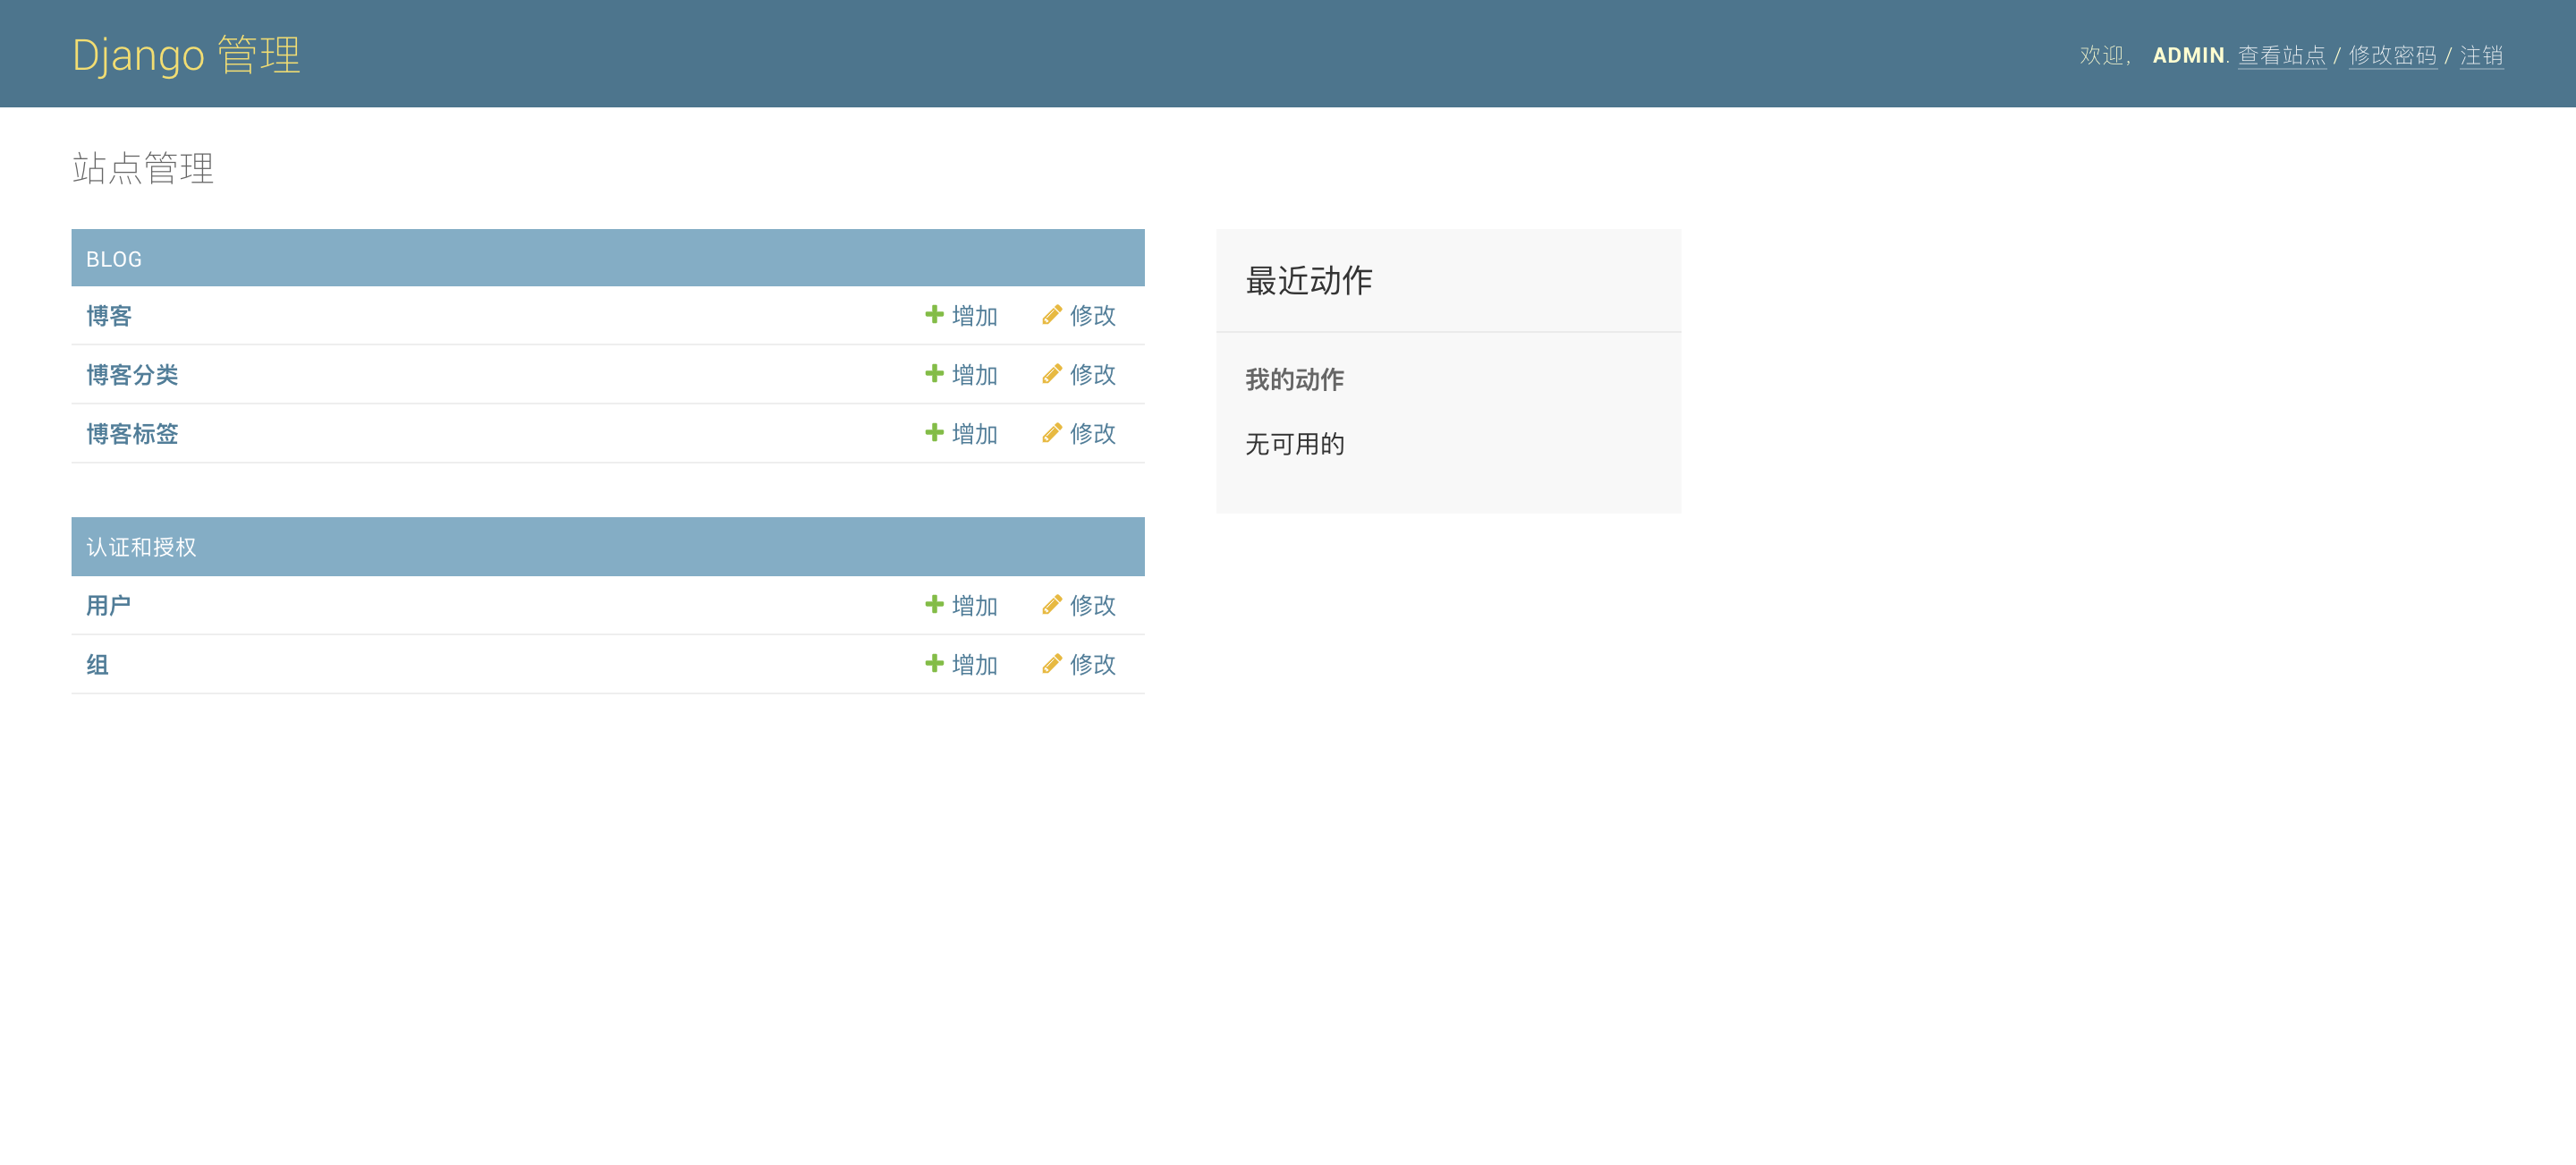 Django 管理
欢迎， ADMIN. 查看站点 / 修改密码 / 注销
站点管理
BLOG
博客 增加 修改
博客分类 增加 修改
博客标签 增加 修改
认证和授权
用户 增加 修改
组 增加 修改
最近动作
我的动作
无可用的